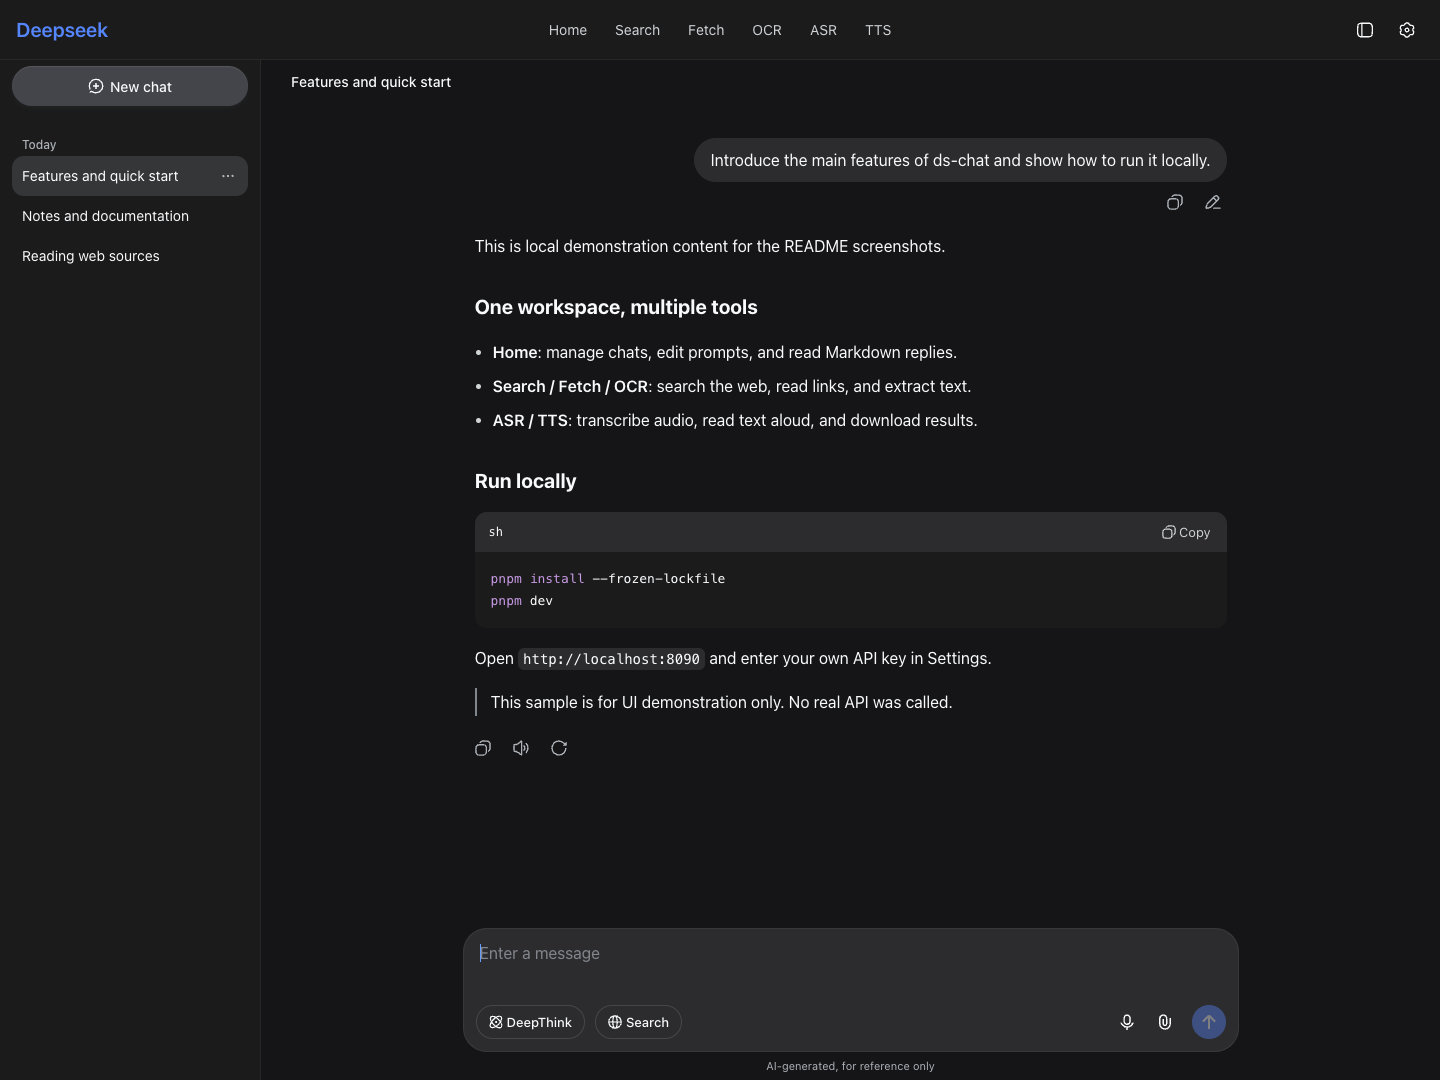 Deepseek
Home Search Fetch OCR ASR TTS
New chat
Today
Features and quick start
Notes and documentation
Reading web sources
Features and quick start
Introduce the main features of ds-chat and show how to run it locally.
This is local demonstration content for the README screenshots.
One workspace, multiple tools
• Home: manage chats, edit prompts, and read Markdown replies.
• Search / Fetch / OCR: search the web, read links, and extract text.
• ASR / TTS: transcribe audio, read text aloud, and download results.
Run locally
sh Copy
pnpm install --frozen-lockfile
pnpm dev
Open http://localhost:8090 and enter your own API key in Settings.
This sample is for UI demonstration only. No real API was called.
Enter a message
DeepThink Search
AI-generated, for reference only